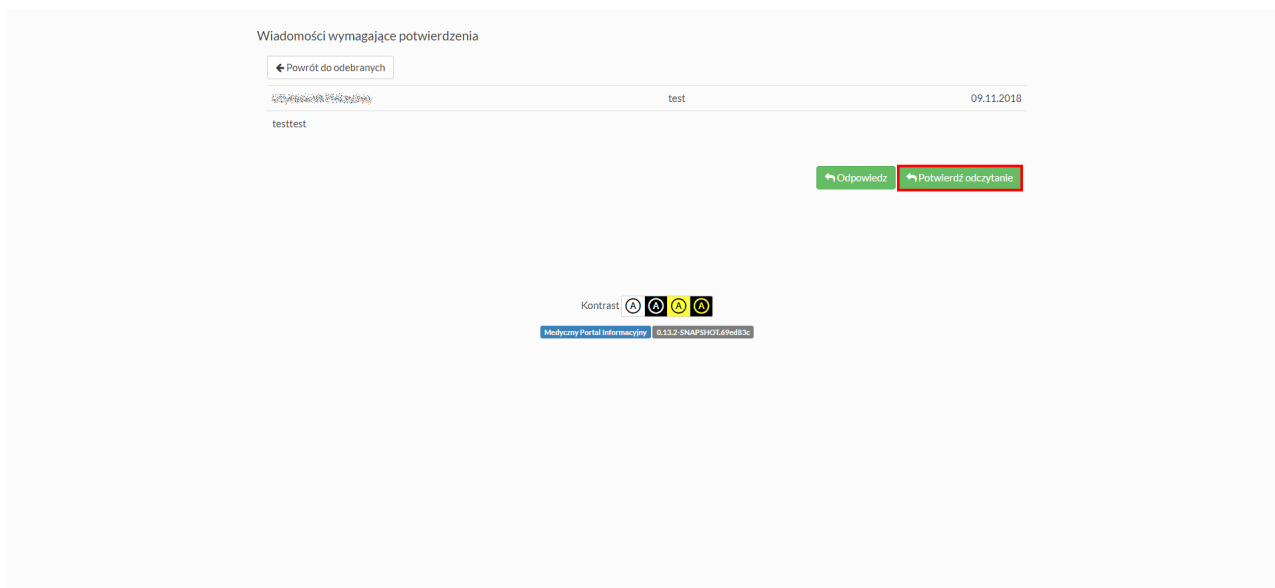 Wiadomości wymagające potwierdzenia
Powrót do odebranych
test 09.11.2018
testtest
Odpowiedz Potwierdź odczytanie
Kontrast A A A A
Medyczny Portal Informacyjny 0.13.2-SNAPSHOT.69ed83c